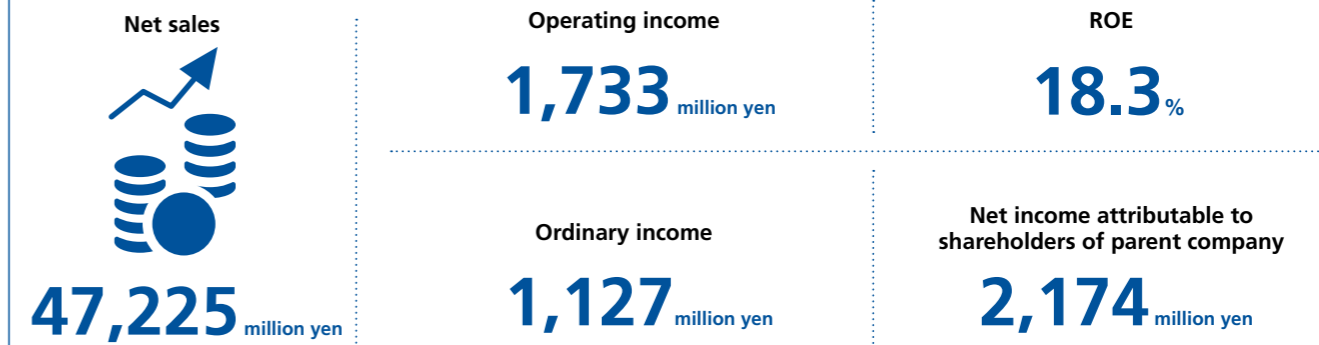 Net sales
47,225 million yen
Operating income
1,733 million yen
ROE
18.3 %
Ordinary income
1,127 million yen
Net income attributable to
shareholders of parent company
2,174 million yen